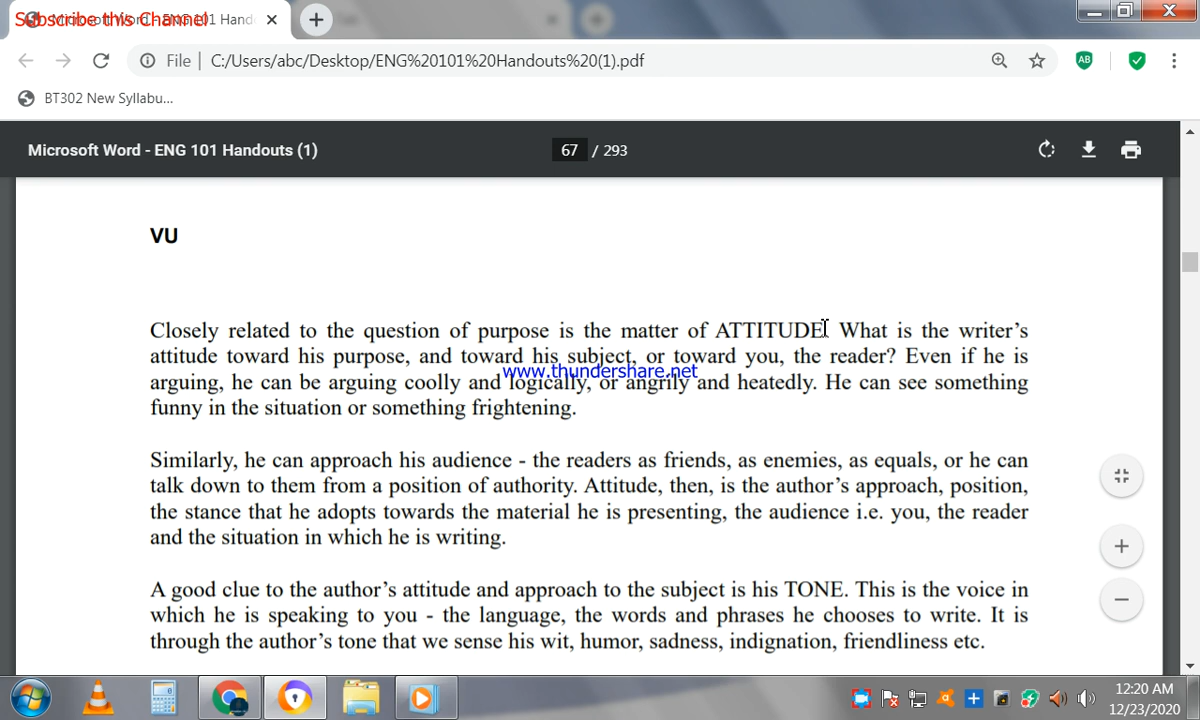 Subscribe this Channel!
File C:/Users/abc/Desktop/ENG%20101%20Handouts%20(1).pdf
AB
BT302 New Syllabu...
Microsoft Word - ENG 101 Handouts (1) 67 / 293
VU
Closely related to the question of purpose is the matter of ATTITUDE. What is the writer’s
attitude toward his purpose, and toward his subject, or toward you, the reader? Even if he is
www.thundershare.net
arguing, he can be arguing coolly and logically, or angrily and heatedly. He can see something
funny in the situation or something frightening.
Similarly, he can approach his audience - the readers as friends, as enemies, as equals, or he can
talk down to them from a position of authority. Attitude, then, is the author’s approach, position,
the stance that he adopts towards the material he is presenting, the audience i.e. you, the reader
and the situation in which he is writing.
A good clue to the author’s attitude and approach to the subject is his TONE. This is the voice in
which he is speaking to you - the language, the words and phrases he chooses to write. It is
through the author’s tone that we sense his wit, humor, sadness, indignation, friendliness etc.
12:20 AM
12/23/2020